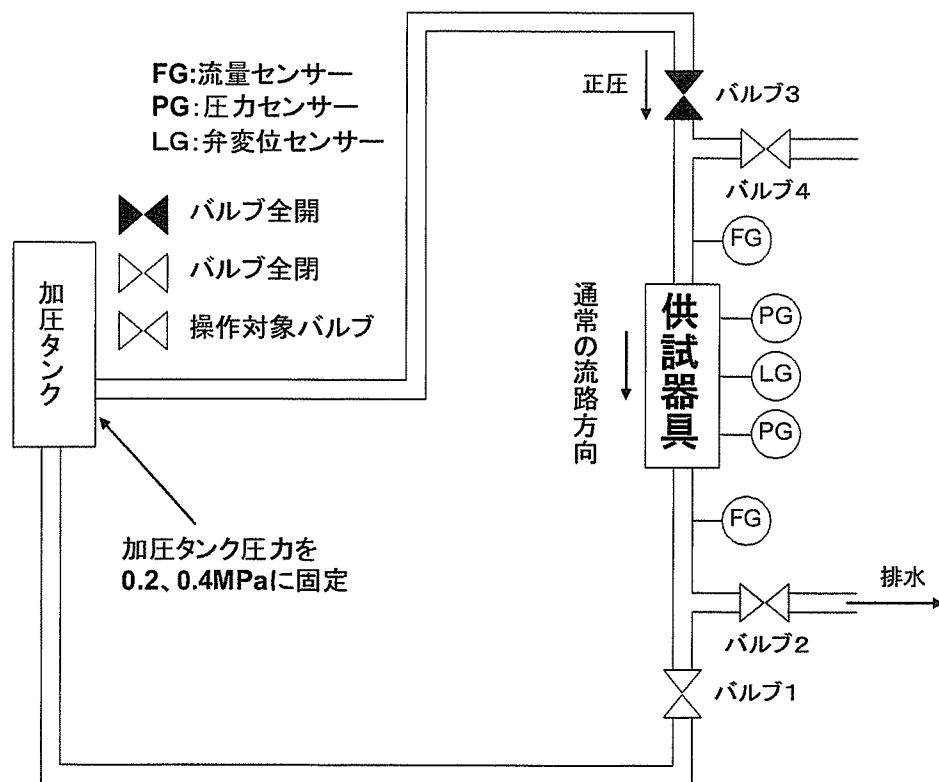 FG:流量センサー
PG:圧力センサー
LG:弁変位センサー
バルブ全開
バルブ全閉
操作対象バルブ
加圧タンク
加圧タンク圧力を
0.2、0.4MPaに固定
正圧
バルブ3
バルブ4
FG
通常の流路方向
供試器具
PG
LG
PG
FG
排水
バルブ2
バルブ1